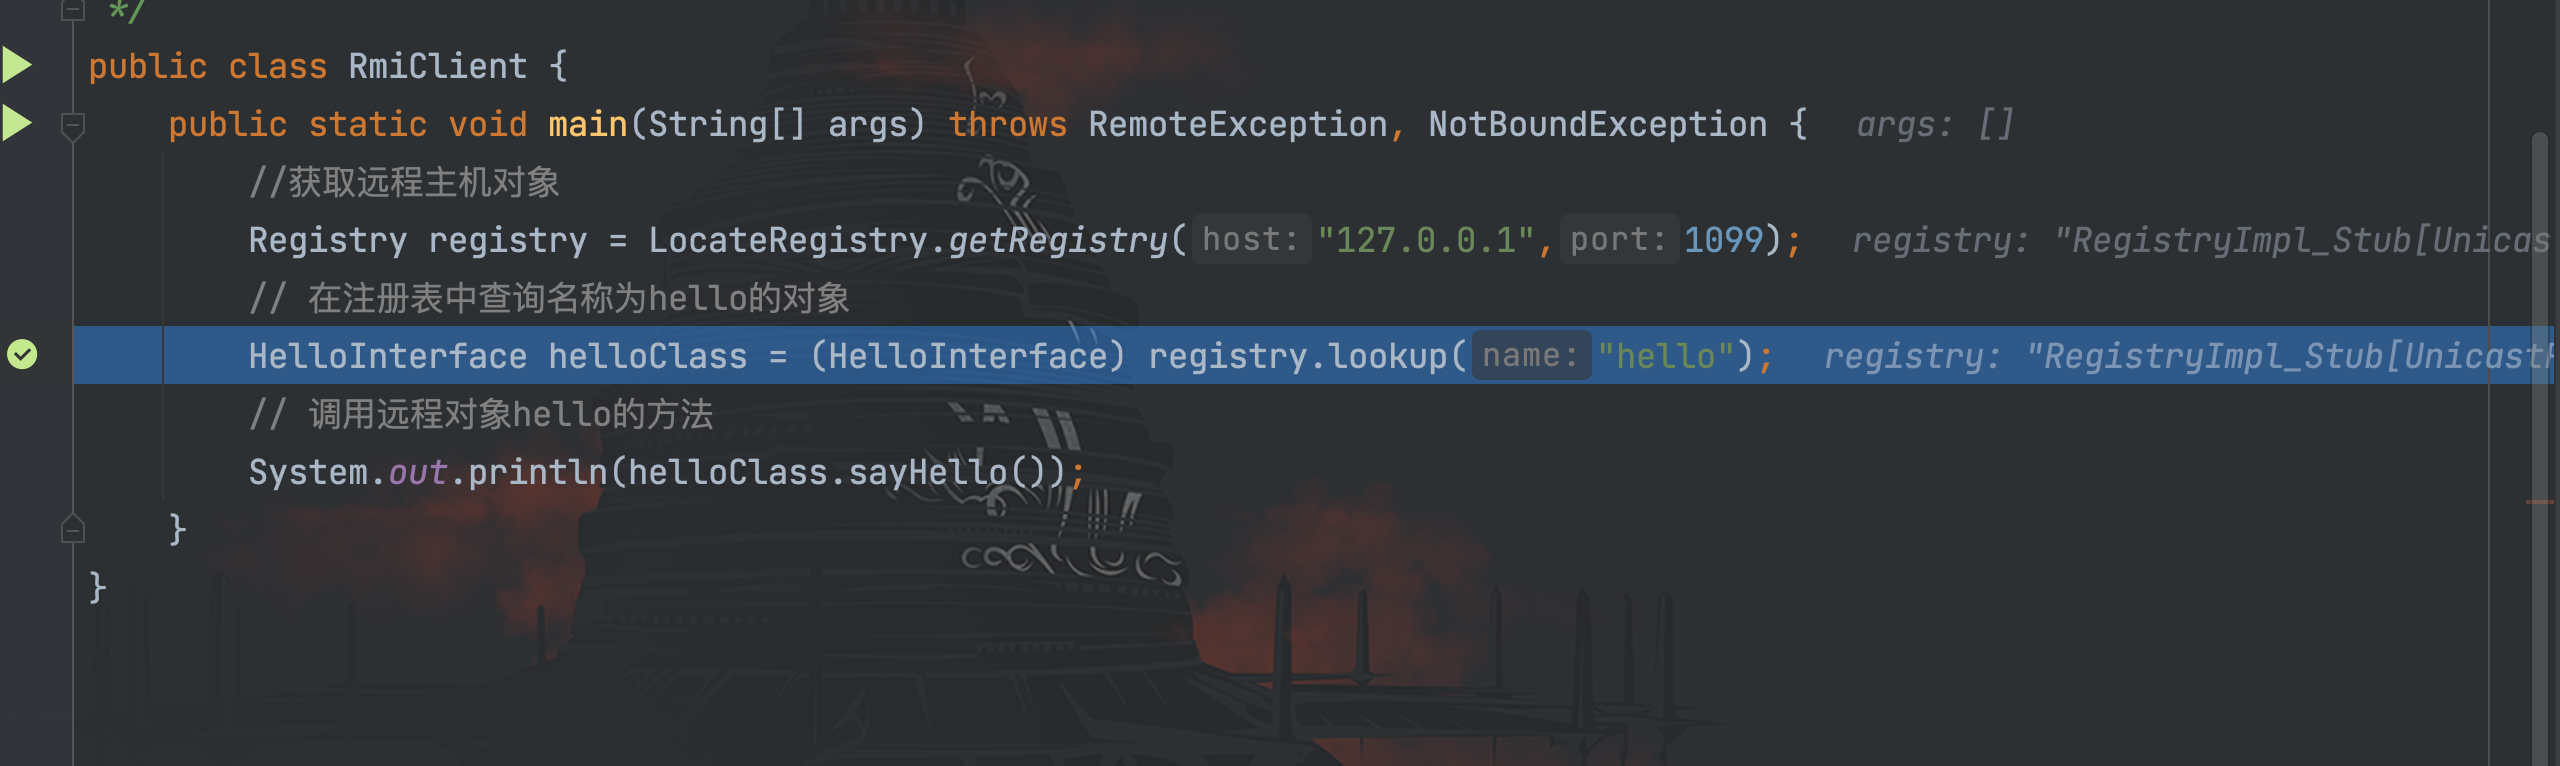 */
public class RmiClient {
public static void main(String[] args) throws RemoteException, NotBoundException {  args: []
//获取远程主机对象
Registry registry = LocateRegistry.getRegistry( host: "127.0.0.1", port: 1099);  registry: "RegistryImpl_Stub[Unicas
// 在注册表中查询名称为hello的对象
HelloInterface helloClass = (HelloInterface) registry.lookup( name: "hello");  registry: "RegistryImpl_Stub[UnicastR
// 调用远程对象hello的方法
System.out.println(helloClass.sayHello());
}
}